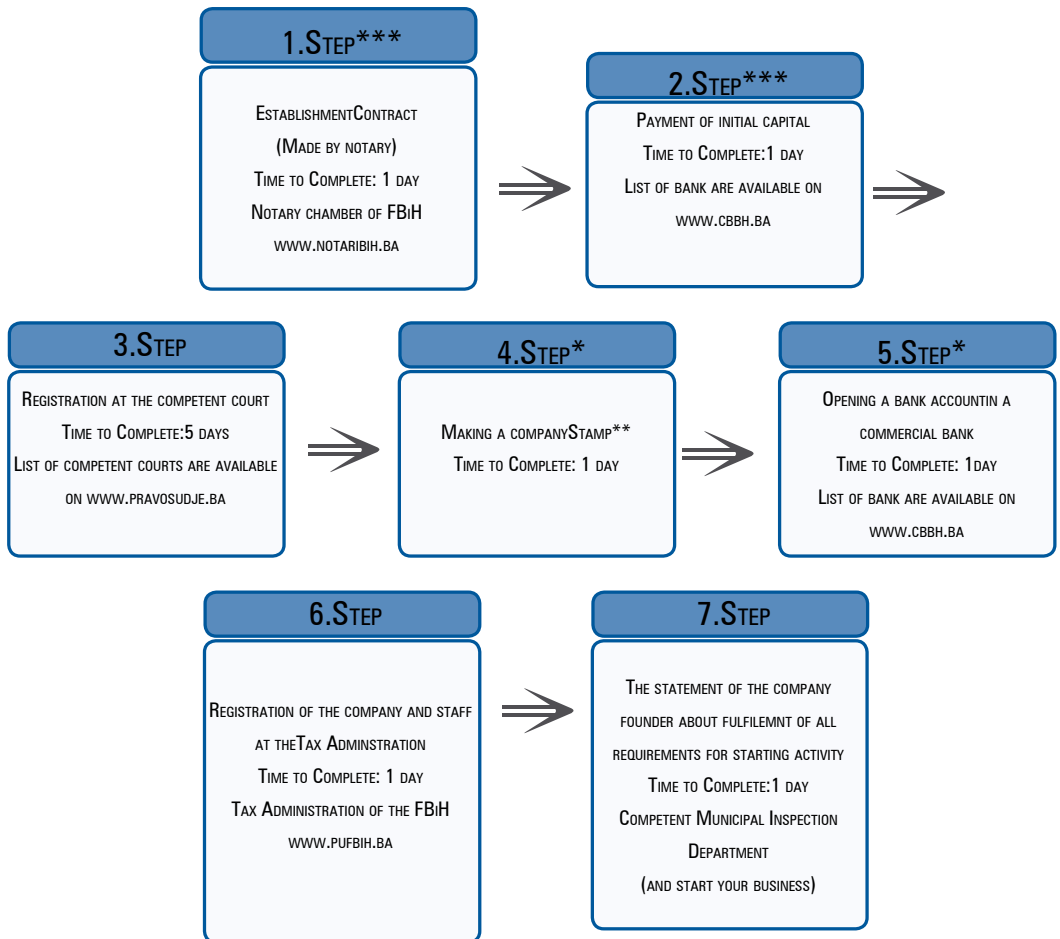 1.Step***
EstablishmentContract
(Made by notary)
Time to Complete: 1 day
Notary chamber of FBiH
www.notaribih.ba
2.Step***
Payment of initial capital
Time to Complete:1 day
List of bank are available on
www.cbbh.ba
3.Step
Registration at the competent court
Time to Complete:5 days
List of competent courts are available
on www.pravosudje.ba
4.Step*
Making a companyStamp**
Time to Complete: 1 day
5.Step*
Opening a bank accountin a
commercial bank
Time to Complete: 1day
List of bank are available on
www.cbbh.ba
6.Step
Registration of the company and staff
at theTax Adminstration
Time to Complete: 1 day
Tax Administration of the FBiH
www.pufbih.ba
7.Step
The statement of the company
founder about fulfilemnt of all
requirements for starting activity
Time to Complete:1 day
Competent Municipal Inspection
Department
(and start your business)